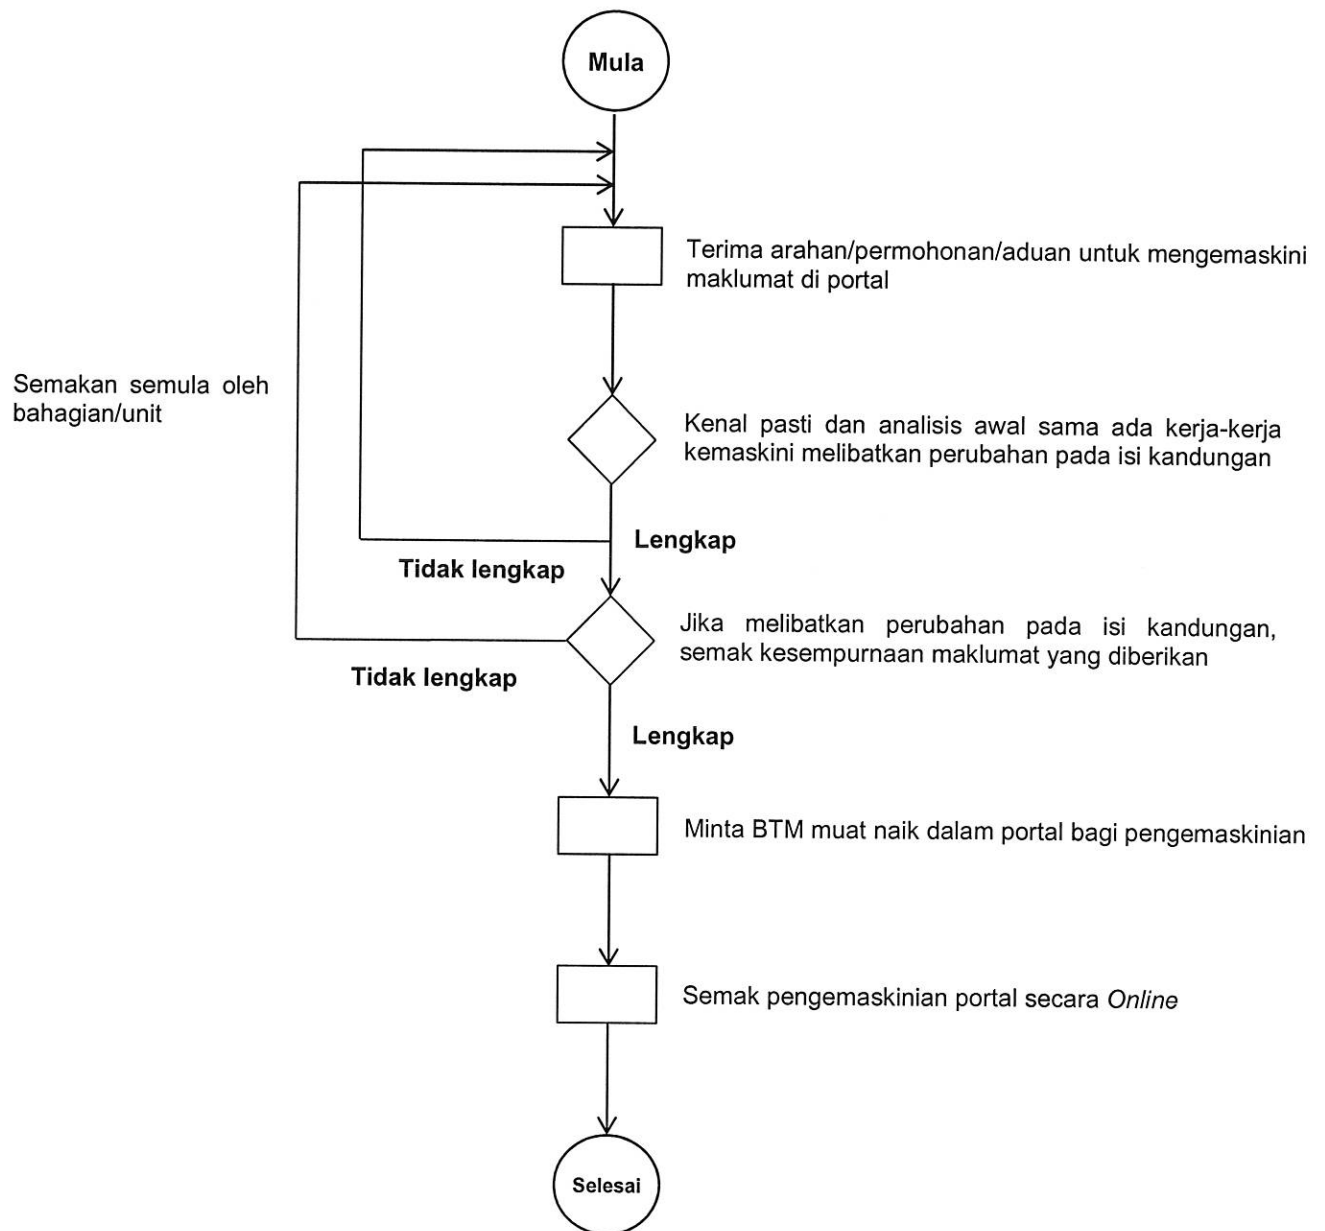 Mula
Terima arahan/permohonan/aduan untuk mengemaskini
maklumat di portal
Semakan semula oleh
bahagian/unit
Kenal pasti dan analisis awal sama ada kerja-kerja
kemaskini melibatkan perubahan pada isi kandungan
Lengkap
Tidak lengkap
Jika melibatkan perubahan pada isi kandungan,
semak kesempurnaan maklumat yang diberikan
Tidak lengkap
Lengkap
Minta BTM muat naik dalam portal bagi pengemaskinian
Semak pengemaskinian portal secara Online
Selesai